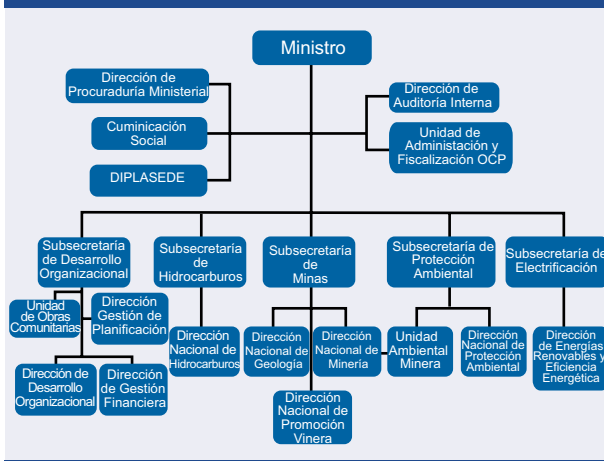 Ministro
Dirección de
Procuraduría Ministerial
Cuminicación
Social
DIPLASEDE
Dirección de
Auditoría Interna
Unidad de
Administación y
Fiscalización OCP
Subsecretaría
de Desarrollo
Organizacional
Subsecretaría
de
Hidrocarburos
Subsecretaría
de
Minas
Subsecretaría de
Protección
Ambiental
Subsecretaría de
Electrificación
Unidad
de Obras
Comunitarias
Dirección
Gestión de
Planificación
Dirección de
Desarrollo
Organizacional
Dirección
de Gestión
Financiera
Dirección
Nacional de
Hidrocarburos
Dirección
Nacional de
Geología
Dirección
Nacional de
Minería
Dirección
Nacional de
Promoción
Vinera
Unidad
Ambiental
Minera
Dirección
Nacional de
Protección
Ambiental
Dirección
de Energías
Renovables y
Eficiencia
Energética